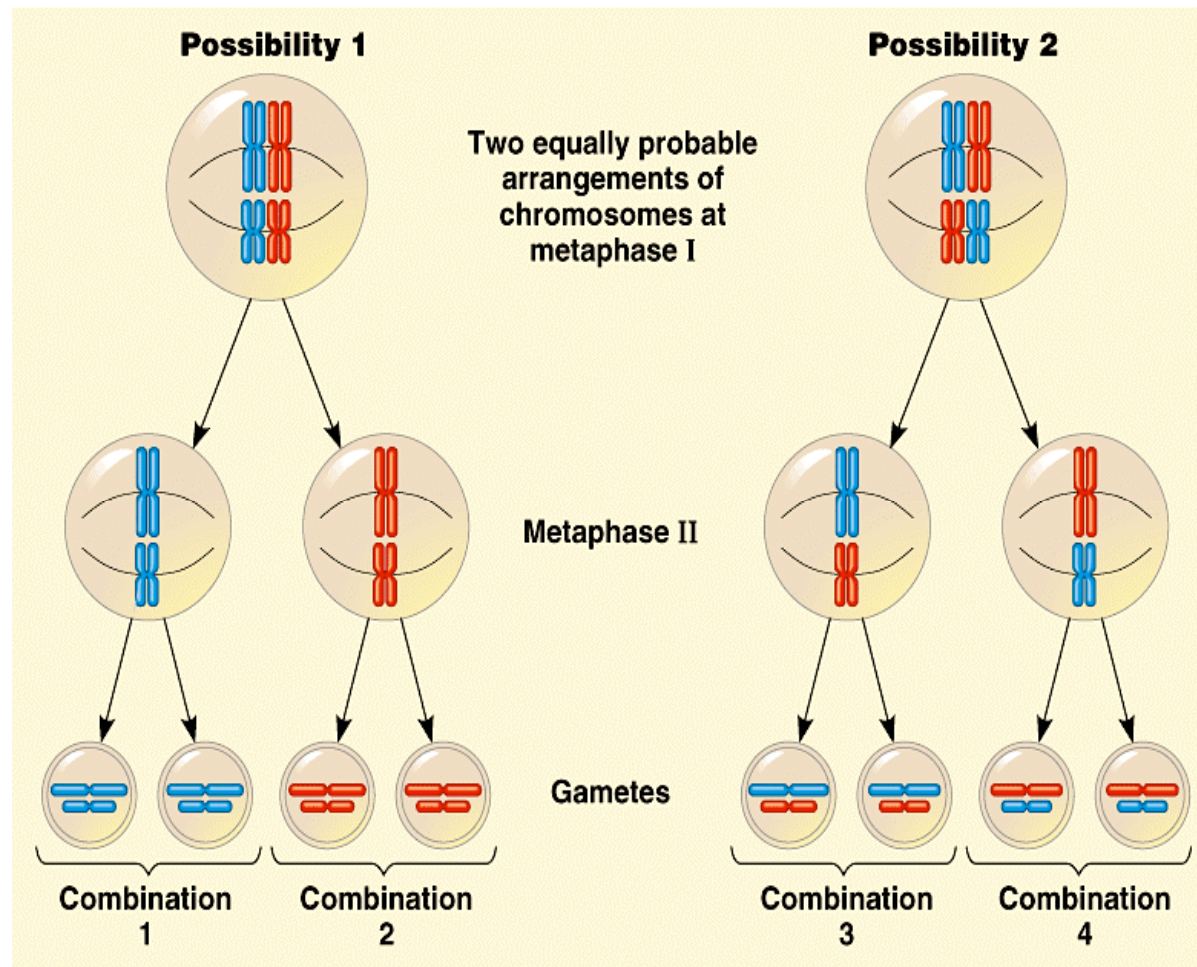 Possibility 1
Possibility 2
Two equally probable
arrangements of
chromosomes at
metaphase I
Metaphase II
Gametes
Combination
1
Combination
2
Combination
3
Combination
4